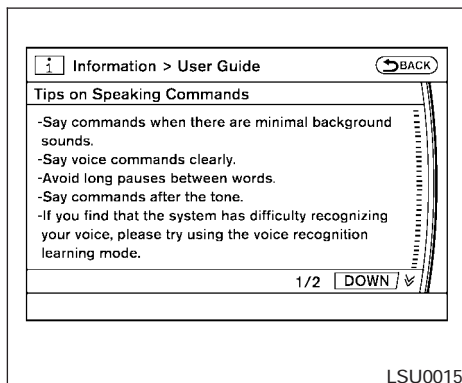 i Information > User Guide
BACK
Tips on Speaking Commands
-Say commands when there are minimal background
sounds.
-Say voice commands clearly.
-Avoid long pauses between words.
-Say commands after the tone.
-If you find that the system has difficulty recognizing
your voice, please try using the voice recognition
learning mode.
1/2 DOWN
LSU0015